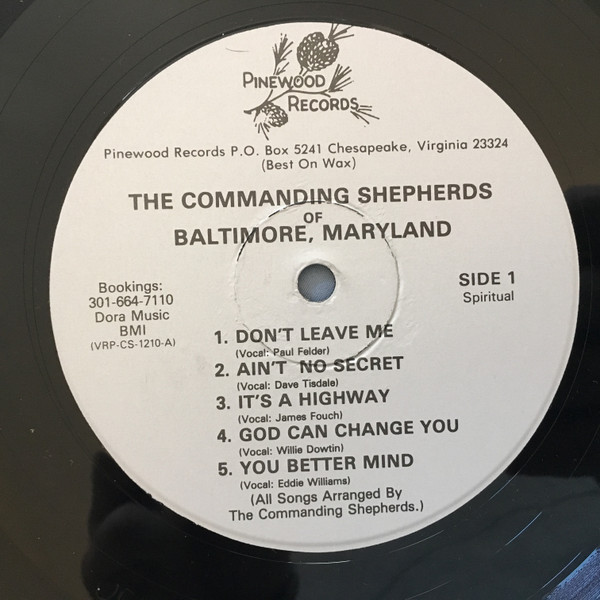 PINEWOOD
RECORDS
Pinewood Records P.O. Box 5241 Chesapeake, Virginia 23324
(Best On Wax)
THE COMMANDING SHEPHERDS
OF
BALTIMORE, MARYLAND
Bookings:
301-664-7110
Dora Music
BMI
(VRP-CS-1210-A)
SIDE 1
Spiritual
1. DON'T LEAVE ME
(Vocal: Paul Felder)
2. AIN'T NO SECRET
(Vocal: Dave Tisdale)
3. IT'S A HIGHWAY
(Vocal: James Fouch)
4. GOD CAN CHANGE YOU
(Vocal: Willie Dowtin)
5. YOU BETTER MIND
(Vocal: Eddie Williams)
(All Songs Arranged By
The Commanding Shepherds.)